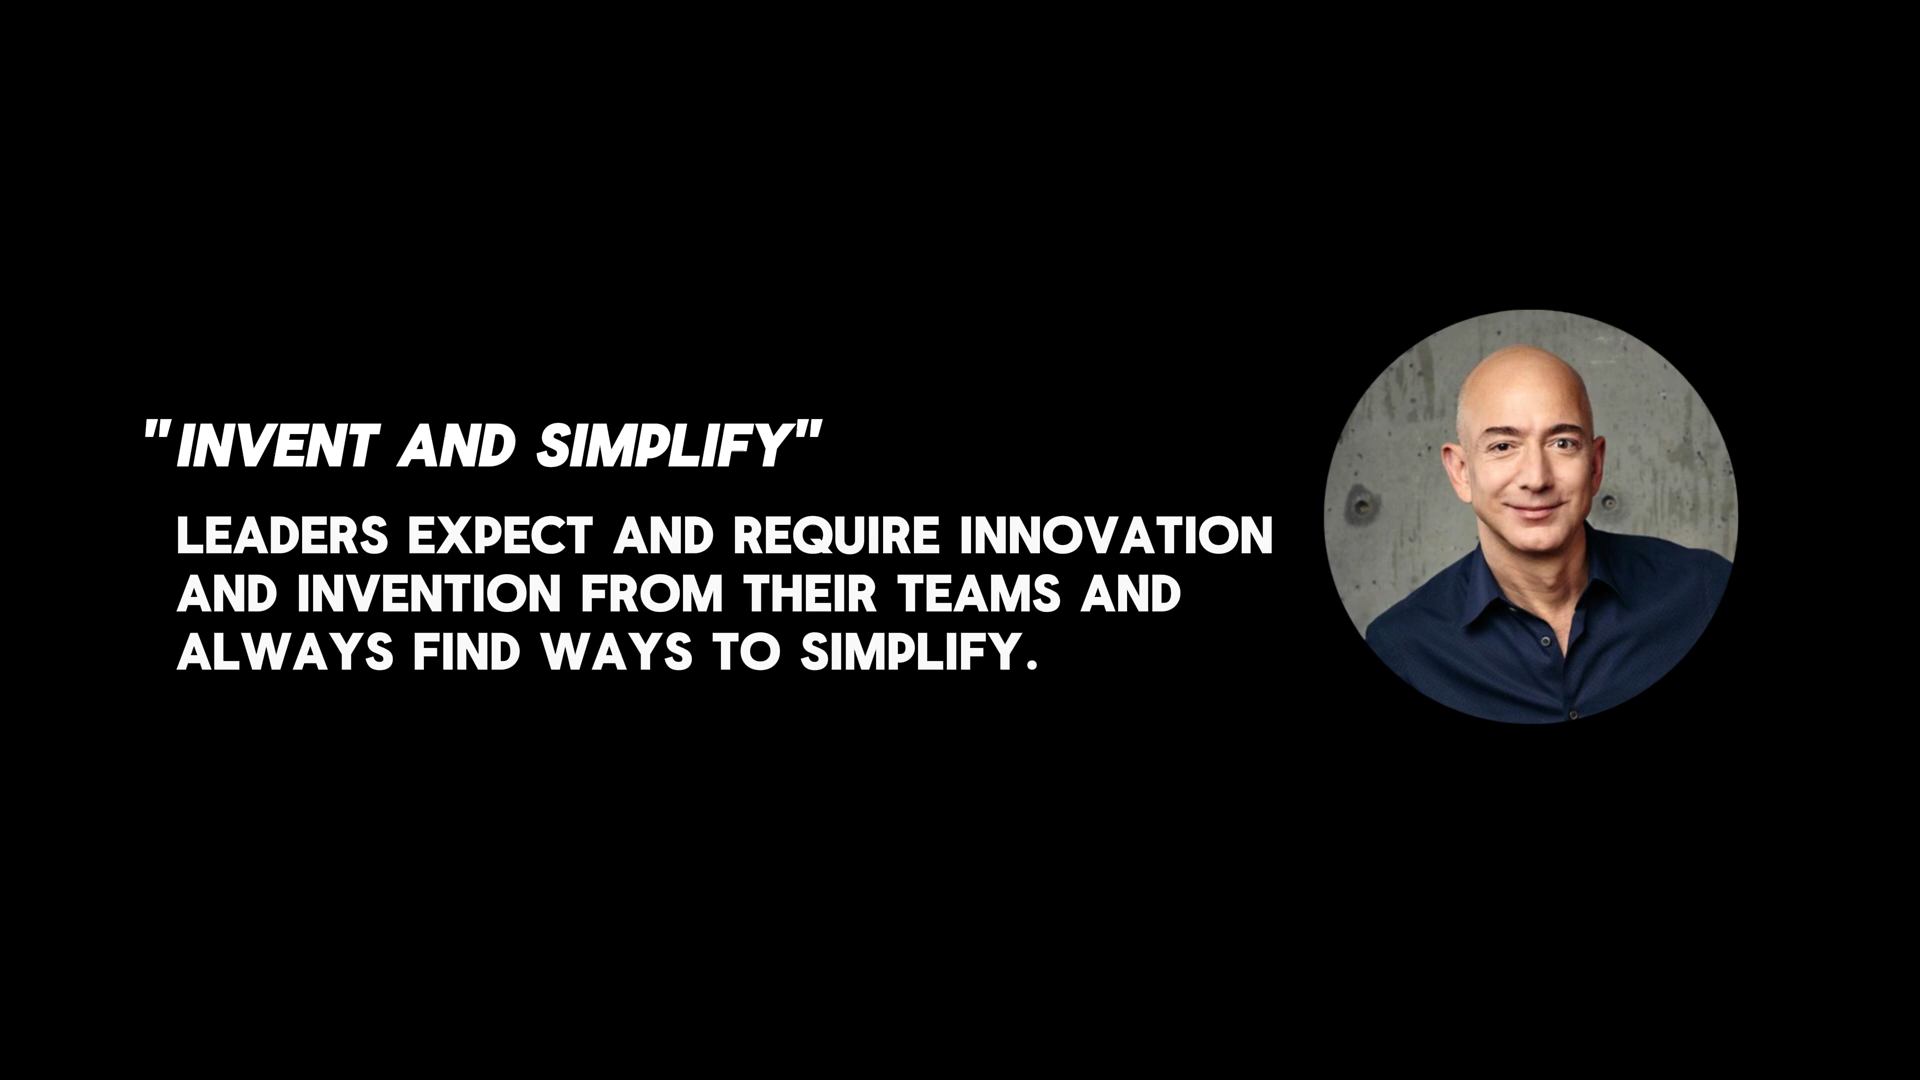 "INVENT AND SIMPLIFY"
LEADERS EXPECT AND REQUIRE INNOVATION
AND INVENTION FROM THEIR TEAMS AND
ALWAYS FIND WAYS TO SIMPLIFY.